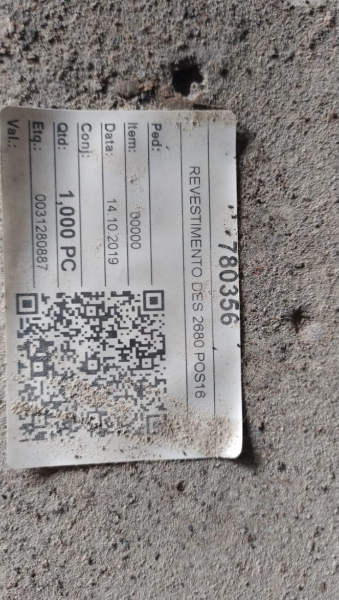 780356
REVESTIMENTO DES 2680 POS16
Ped:
Item: 00000
Data: 14.10.2019
Conj:
Qtd: 1,000 PC
Etq.: 0031280887
Val.: